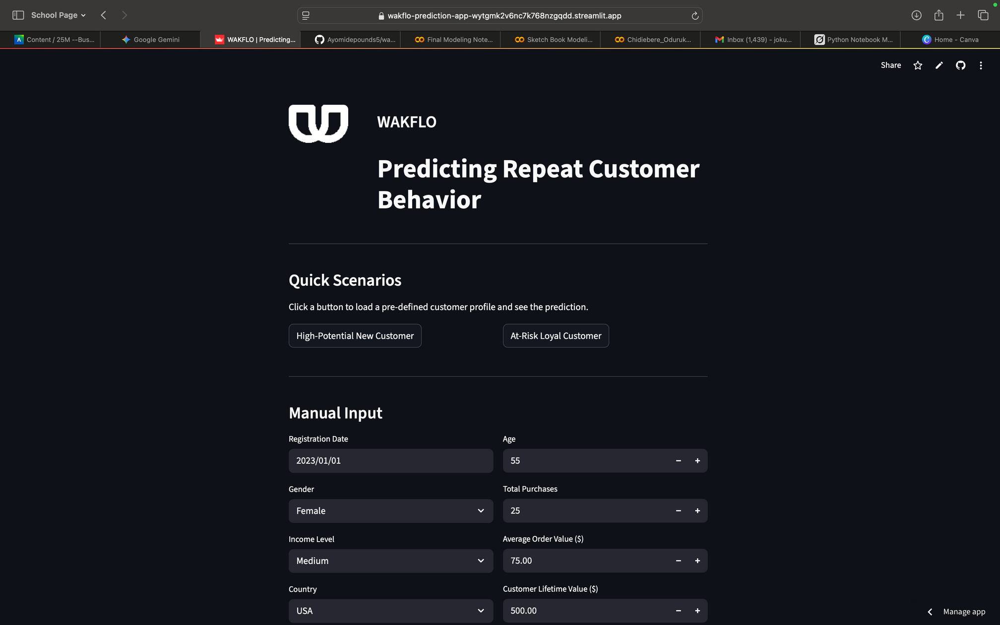 School Page
wakflo-prediction-app-wytgmk2v6nc7k768nzgqdd.streamlit.app
Content / 25M --Bus...
Google Gemini
WAKFLO | Predicting...
Ayomidepounds5/wa...
Final Modeling Note...
Sketch Book Modeli...
Chidiebere_Oduruk...
Inbox (1,439) - joku...
Python Notebook M...
Home - Canva
Share
WAKFLO
Predicting Repeat Customer
Behavior
Quick Scenarios
Click a button to load a pre-defined customer profile and see the prediction.
High-Potential New Customer
At-Risk Loyal Customer
Manual Input
Registration Date
Age
2023/01/01
55
Gender
Total Purchases
Female
25
Income Level
Average Order Value ($)
Medium
75.00
Country
Customer Lifetime Value ($)
USA
500.00
Manage app